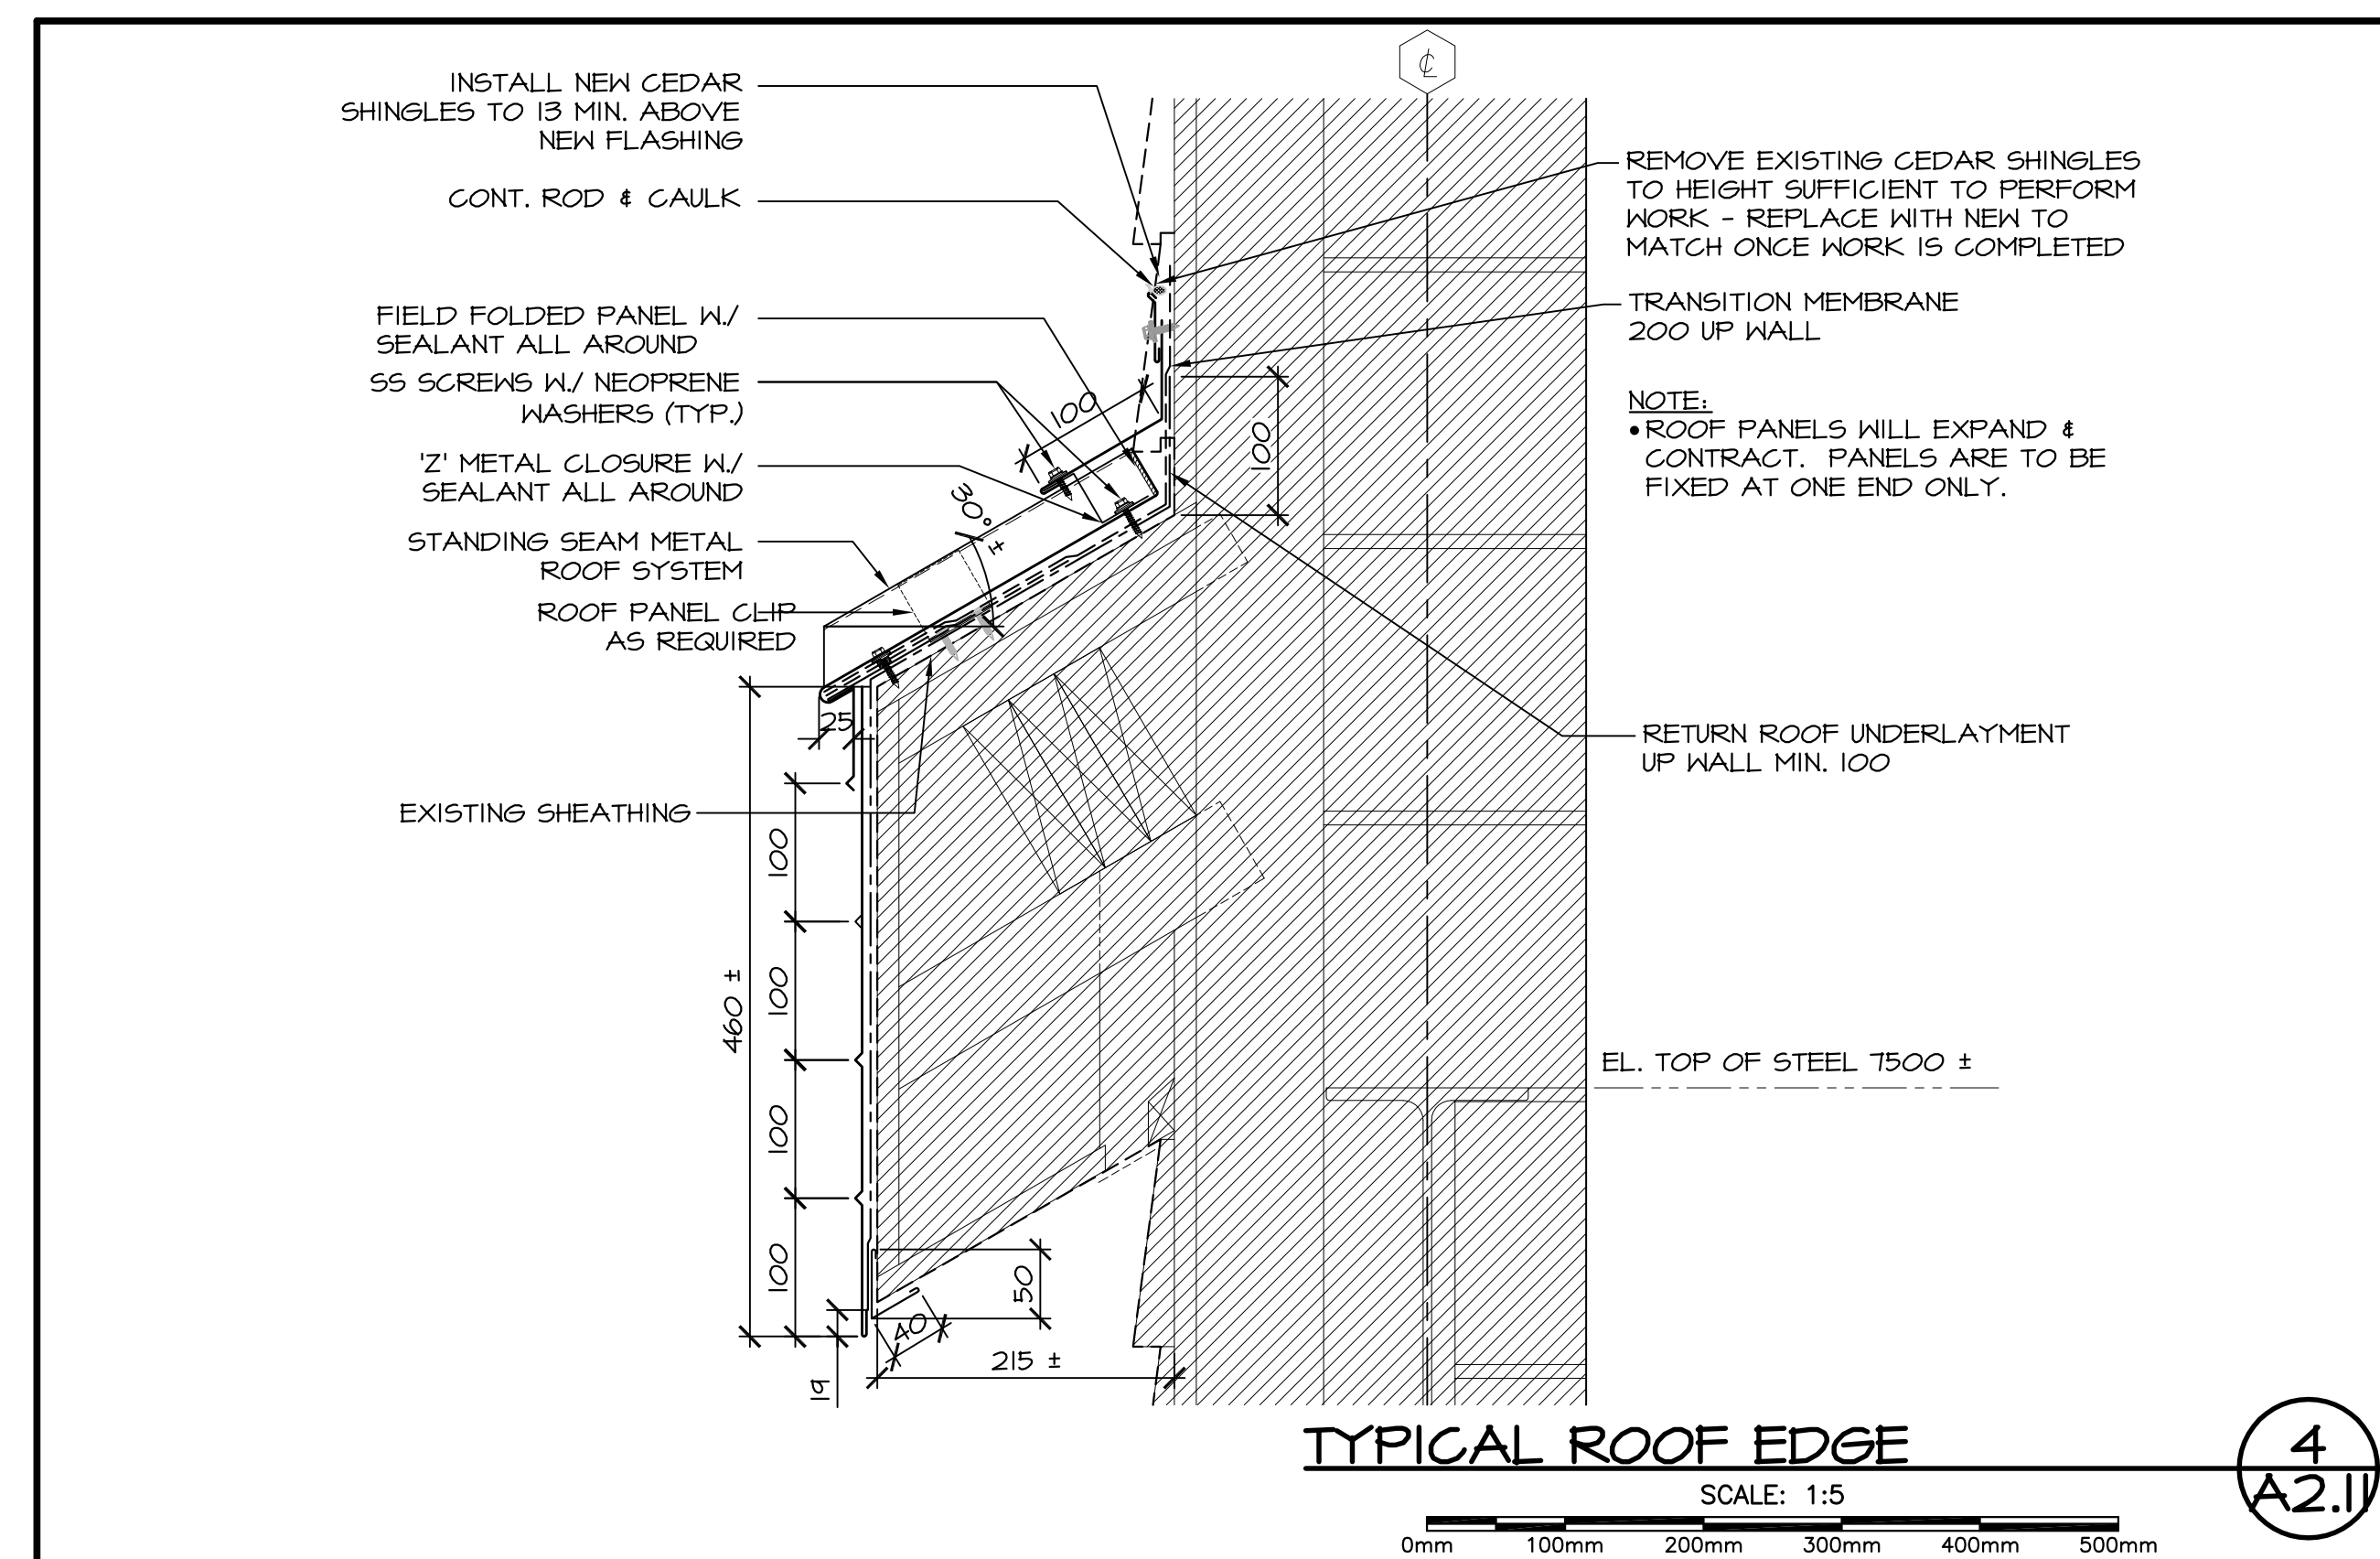 INSTALL NEW CEDAR
SHINGLES TO 13 MIN. ABOVE
NEW FLASHING
CONT. ROD & CAULK
FIELD FOLDED PANEL W./
SEALANT ALL AROUND
SS SCREWS W./ NEOPRENE
WASHERS (TYP.)
'Z' METAL CLOSURE W./
SEALANT ALL AROUND
STANDING SEAM METAL
ROOF SYSTEM
ROOF PANEL CLIP
AS REQUIRED
EXISTING SHEATHING
℄
REMOVE EXISTING CEDAR SHINGLES
TO HEIGHT SUFFICIENT TO PERFORM
WORK - REPLACE WITH NEW TO
MATCH ONCE WORK IS COMPLETED
TRANSITION MEMBRANE
200 UP WALL
NOTE:
• ROOF PANELS WILL EXPAND &
CONTRACT. PANELS ARE TO BE
FIXED AT ONE END ONLY.
RETURN ROOF UNDERLAYMENT
UP WALL MIN. 100
EL. TOP OF STEEL 7500 ±
100
100
30° ±
25
460 ±
100
100
100
100
19
40
50
215 ±
TYPICAL ROOF EDGE
SCALE: 1:5
0mm 100mm 200mm 300mm 400mm 500mm
4
A2.11